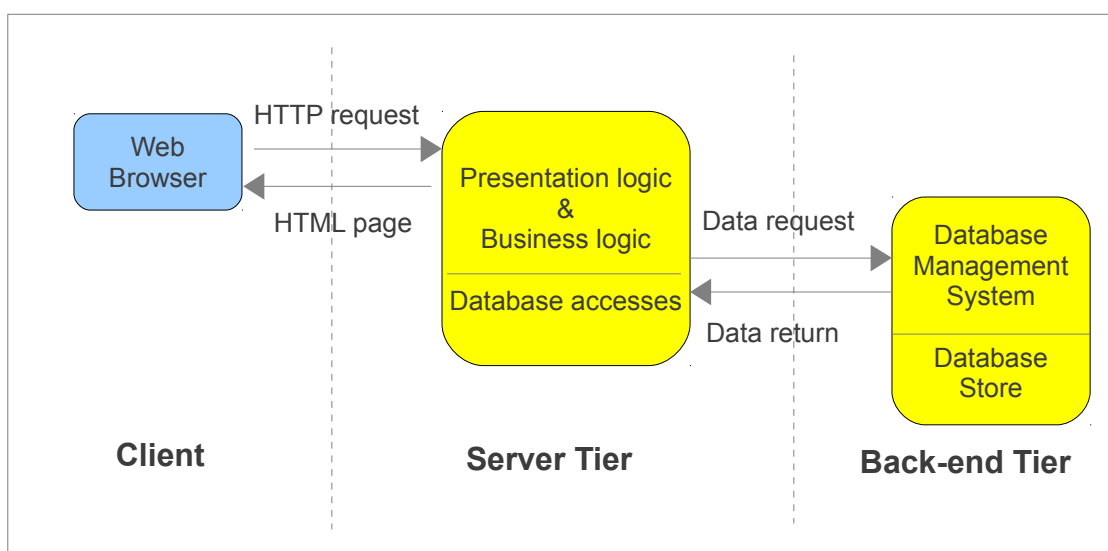 HTTP request
Web
Browser
HTML page
Presentation logic
&
Business logic
Database accesses
Data request
Data return
Database
Management
System
Database
Store
Client
Server Tier
Back-end Tier